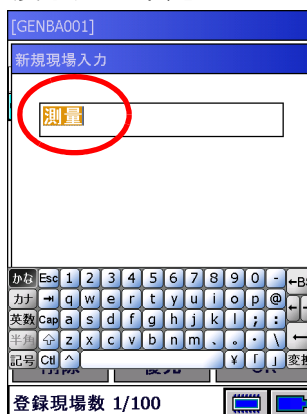 [GENBA001]
新規現場入力
測量
かな Esc 1 2 3 4 5 6 7 8 9 0 - ←BS
カナ q w e r t y u i o p @
英数 Cap a s d f g h j k l ; :
半角 z x c v b n m 、 。 ・ \
記号 Ctl ^ ¥ 「 」 変換
登録現場数 1/100